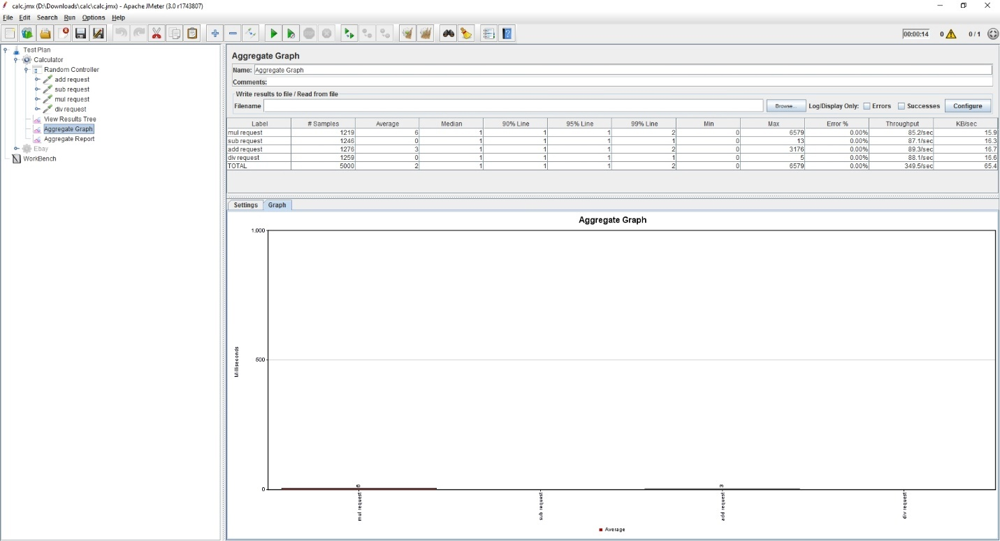 calc.jmx (D:\Downloads\calc\calc.jmx) - Apache JMeter (3.0 r1743807)
File Edit Search Run Options Help
00:00:14 0 0 / 1
Test Plan
Calculator
Random Controller
add request
sub request
mul request
div request
View Results Tree
Aggregate Graph
Aggregate Report
Ebay
WorkBench
Aggregate Graph
Name: Aggregate Graph
Comments:
Write results to file / Read from file
Filename Browse... Log/Display Only: Errors Successes Configure
Label # Samples Average Median 90% Line 95% Line 99% Line Min Max Error % Throughput KB/sec
mul request 1219 6 1 1 1 2 0 6579 0.00% 85.2/sec 15.9
sub request 1246 0 1 1 1 1 0 13 0.00% 87.1/sec 16.3
add request 1276 3 1 1 1 2 0 3176 0.00% 89.3/sec 16.7
div request 1259 0 1 1 1 1 0 5 0.00% 88.1/sec 16.6
TOTAL 5000 2 1 1 1 2 0 6579 0.00% 349.5/sec 65.4
Settings Graph
Aggregate Graph
1,000
500
0
Milliseconds
6
3
mul request
sub request
add request
div request
Average